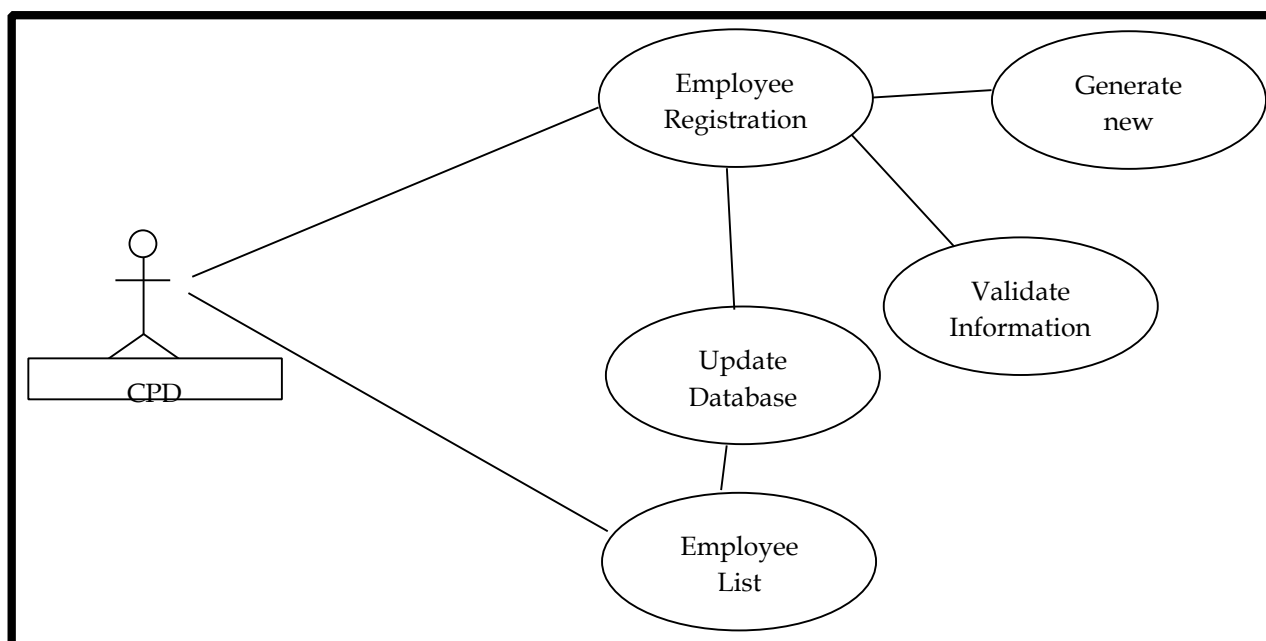 Employee
Registration
Generate
new
Validate
Information
Update
Database
CPD
Employee
List